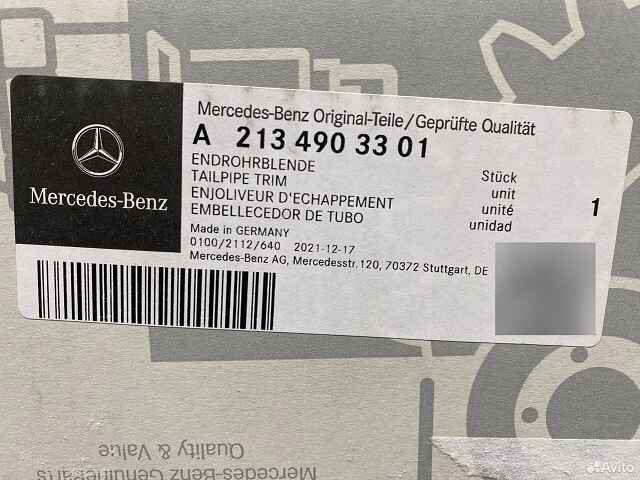 Mercedes-Benz Original-Teile/Geprüfte Qualität
A 213 490 33 01
Mercedes-Benz
ENDROHRBLENDE
TAILPIPE TRIM
ENJOLIVEUR D'ECHAPPEMENT
EMBELLECEDOR DE TUBO
Stück
unit
unité
unidad
1
Made in GERMANY
0100/2112/640 2021-12-17
Mercedes-Benz AG, Mercedesstr.120, 70372 Stuttgart, DE
Quality & Value
Mercedes-Benz GenuineParts
Avito